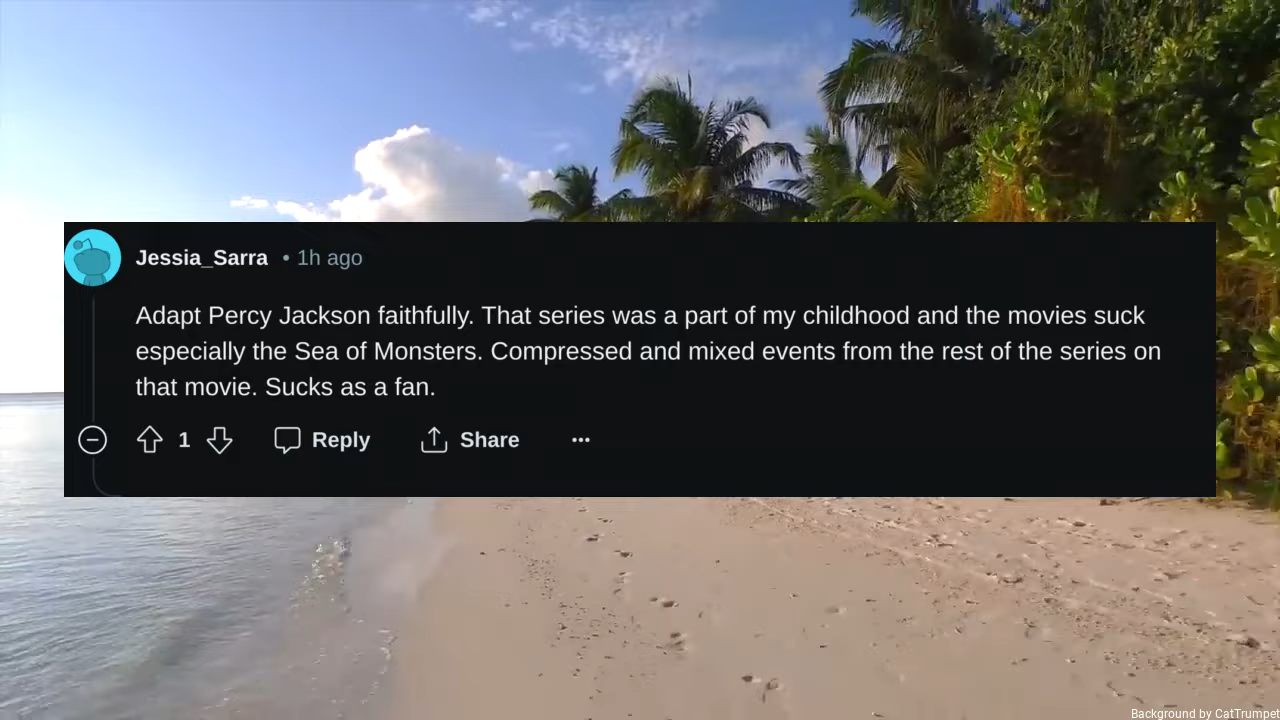 Jessia_Sarra • 1h ago
Adapt Percy Jackson faithfully. That series was a part of my childhood and the movies suck
especially the Sea of Monsters. Compressed and mixed events from the rest of the series on
that movie. Sucks as a fan.
1 Reply Share
Background by CatTrumpet